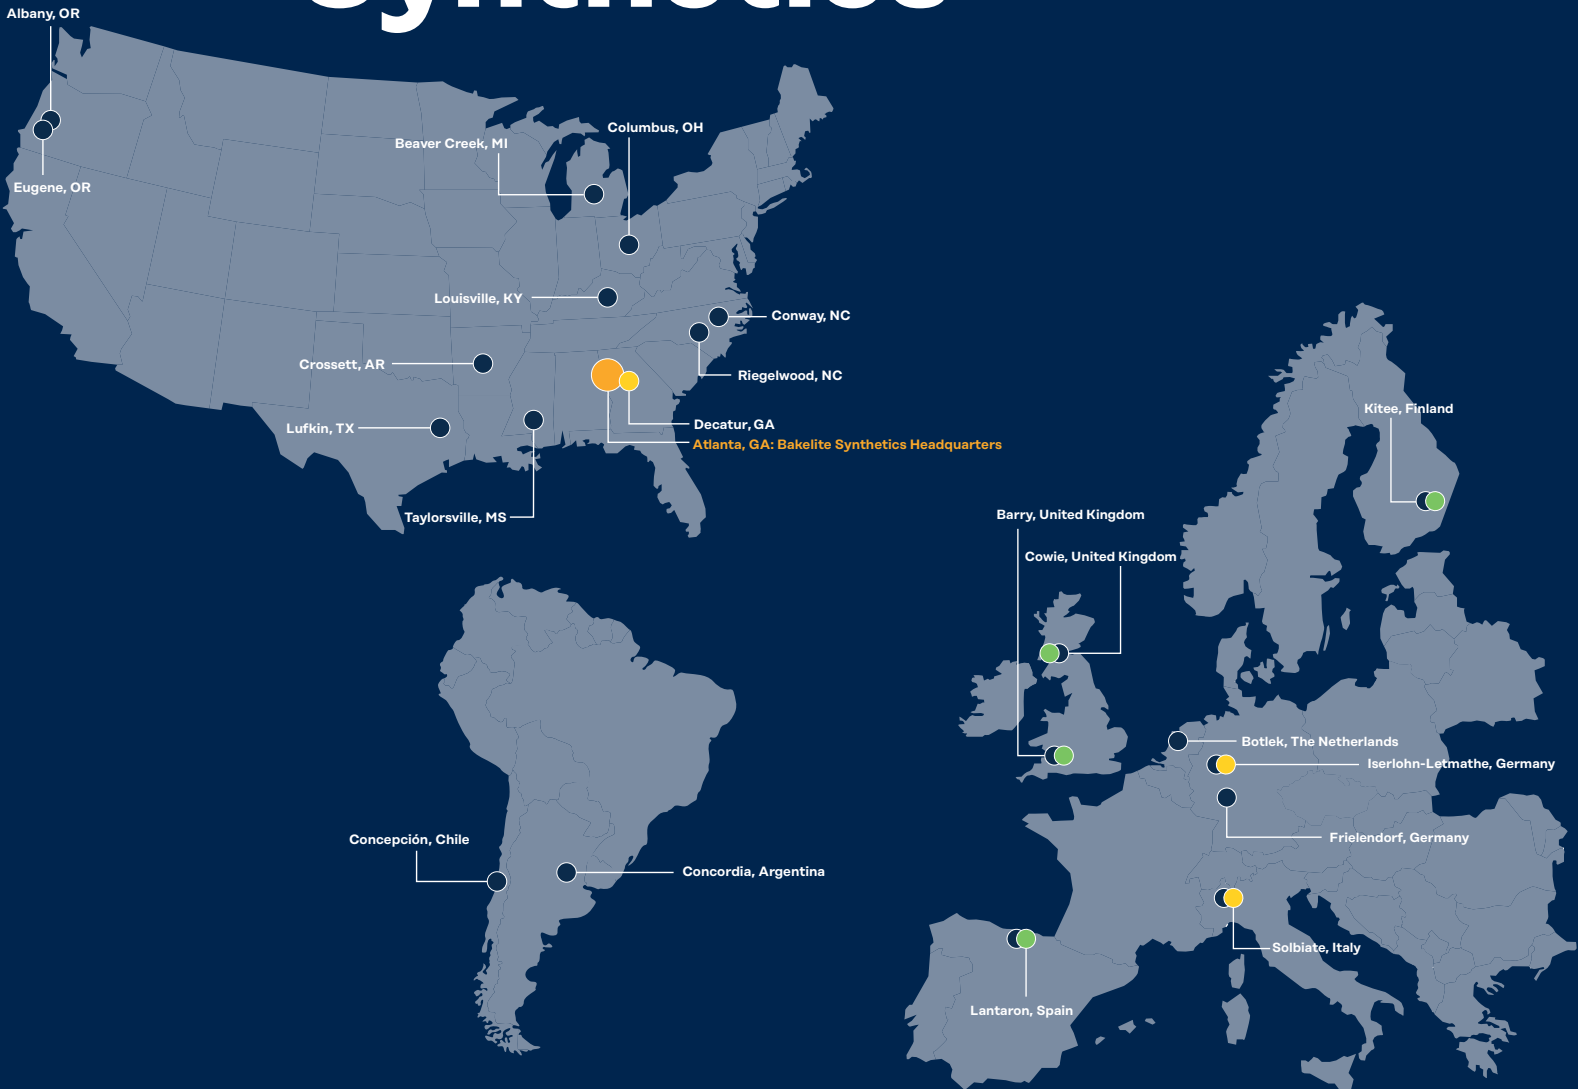 Synthetics
Albany, OR
Eugene, OR
Beaver Creek, MI
Columbus, OH
Louisville, KY
Conway, NC
Crossett, AR
Riegelwood, NC
Lufkin, TX
Decatur, GA
Atlanta, GA: Bakelite Synthetics Headquarters
Taylorsville, MS
Kitee, Finland
Barry, United Kingdom
Cowie, United Kingdom
Botlek, The Netherlands
Iserlohn-Letmathe, Germany
Frielendorf, Germany
Concepción, Chile
Concordia, Argentina
Solbiate, Italy
Lantaron, Spain